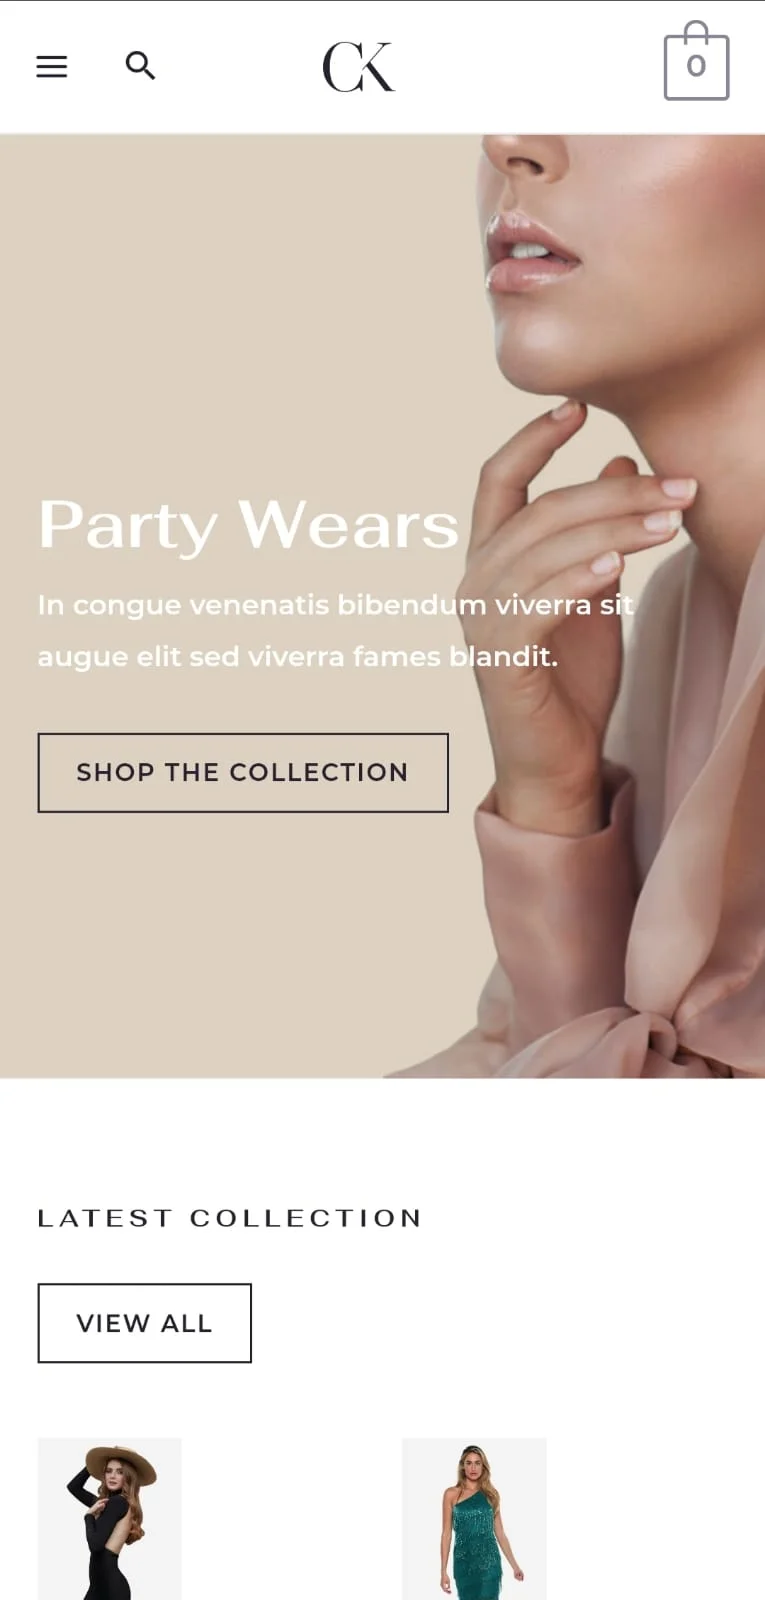 CK
0
Party Wears
In congue venenatis bibendum viverra sit
augue elit sed viverra fames blandit.
SHOP THE COLLECTION
LATEST COLLECTION
VIEW ALL